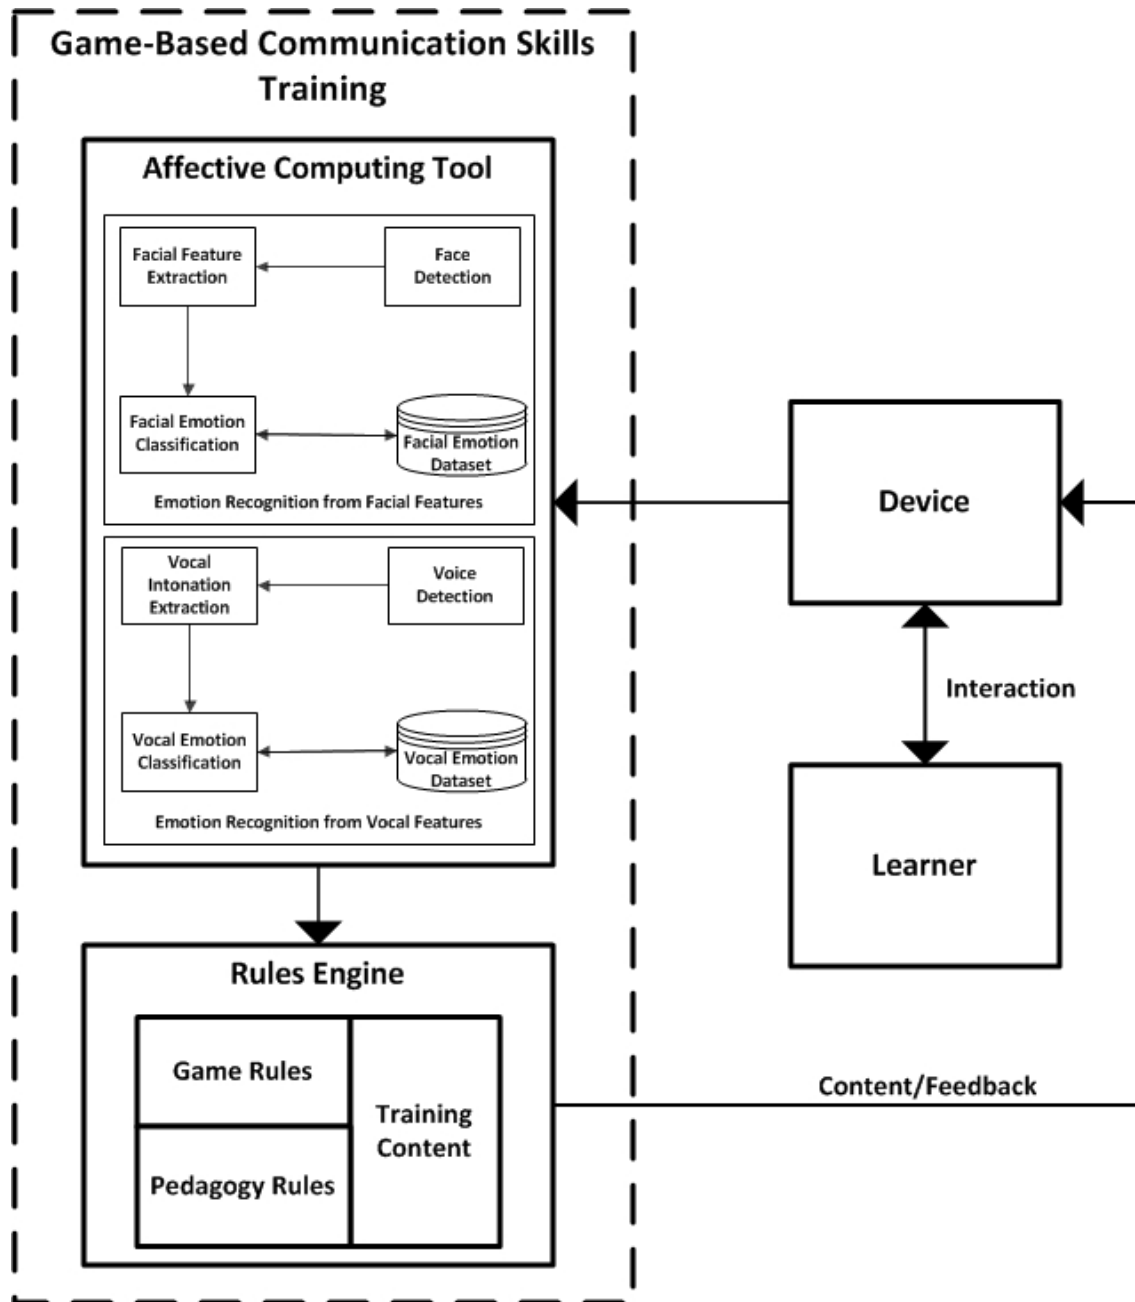 Game-Based Communication Skills
Training
Affective Computing Tool
Facial Feature
Extraction
Face
Detection
Facial Emotion
Classification
Facial Emotion
Dataset
Emotion Recognition from Facial Features
Vocal
Intonation
Extraction
Voice
Detection
Vocal Emotion
Classification
Vocal Emotion
Dataset
Emotion Recognition from Vocal Features
Device
Interaction
Learner
Rules Engine
Game Rules
Pedagogy Rules
Training
Content
Content/Feedback